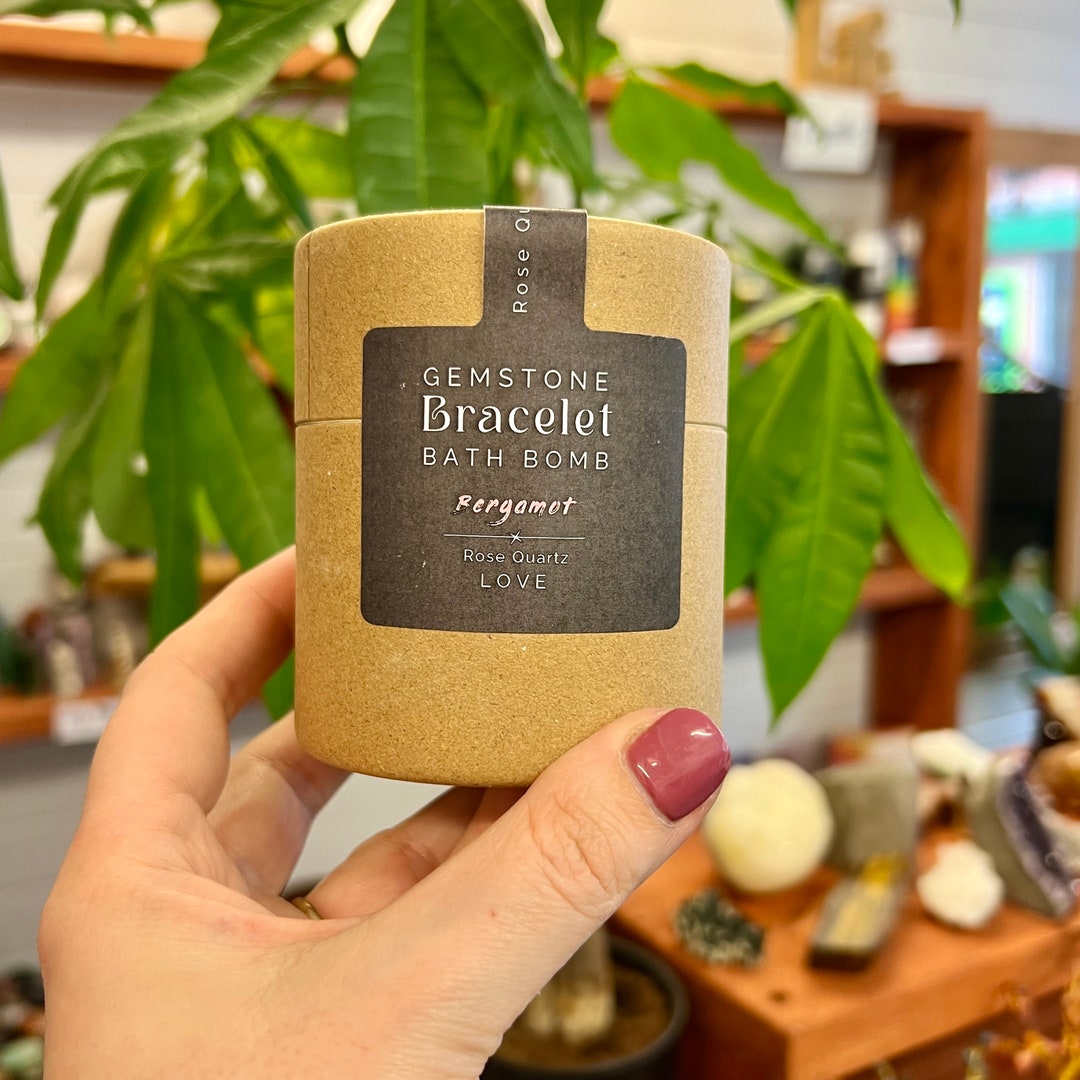 Rose Qu
GEMSTONE
Bracelet
BATH BOMB
Bergamot
Rose Quartz
LOVE